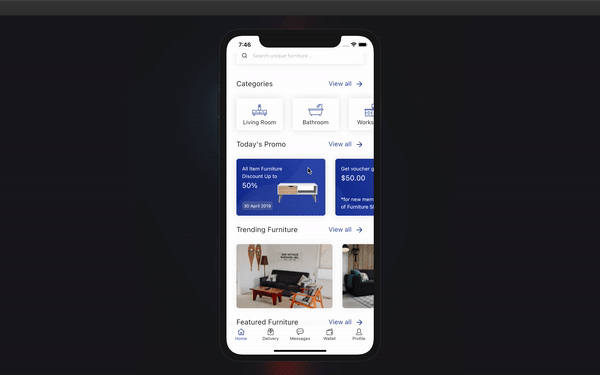 7:46
Search unique furniture ...
Categories
View all
Living Room
Bathroom
Works
Today's Promo
View all
All Item Furniture
Discount Up to
50%
30 April 2019
Get voucher g
$50.00
*for new mem
of Furniture S
Trending Furniture
View all
Featured Furniture
View all
Home
Delivery
Messages
Wallet
Profile